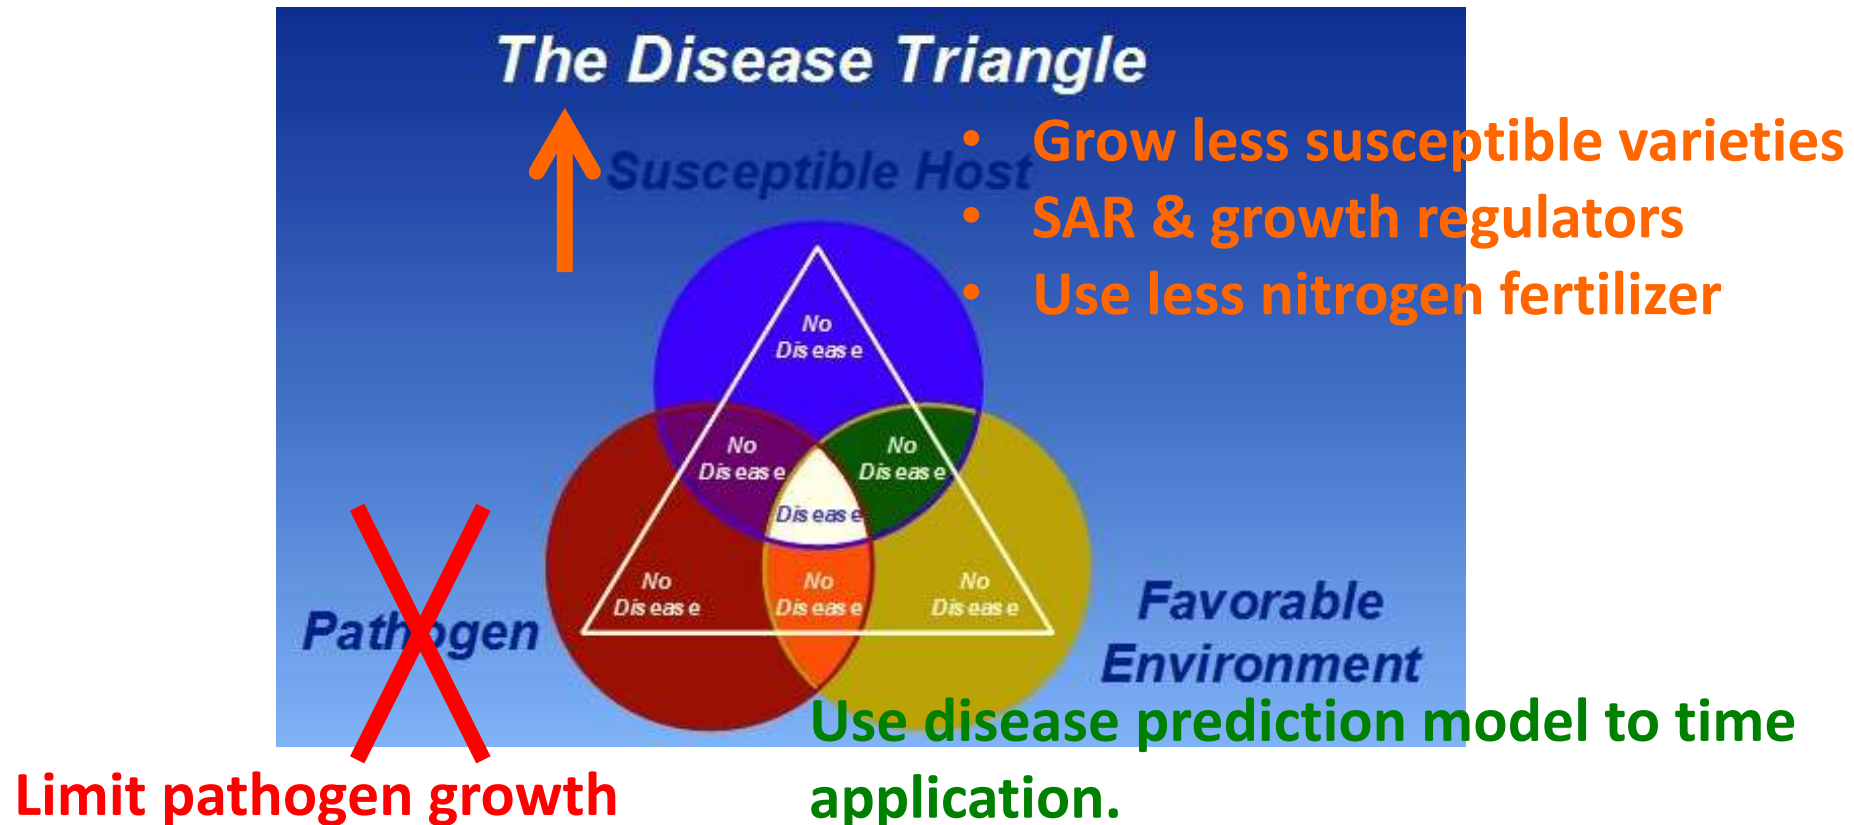 The Disease Triangle
Susceptible Host
• Grow less susceptible varieties
• SAR & growth regulators
• Use less nitrogen fertilizer
No
Disease
No
Disease
No
Disease
Disease
No
Disease
No
Disease
No
Disease
Pathogen
Favorable
Environment
Limit pathogen growth
Use disease prediction model to time
application.